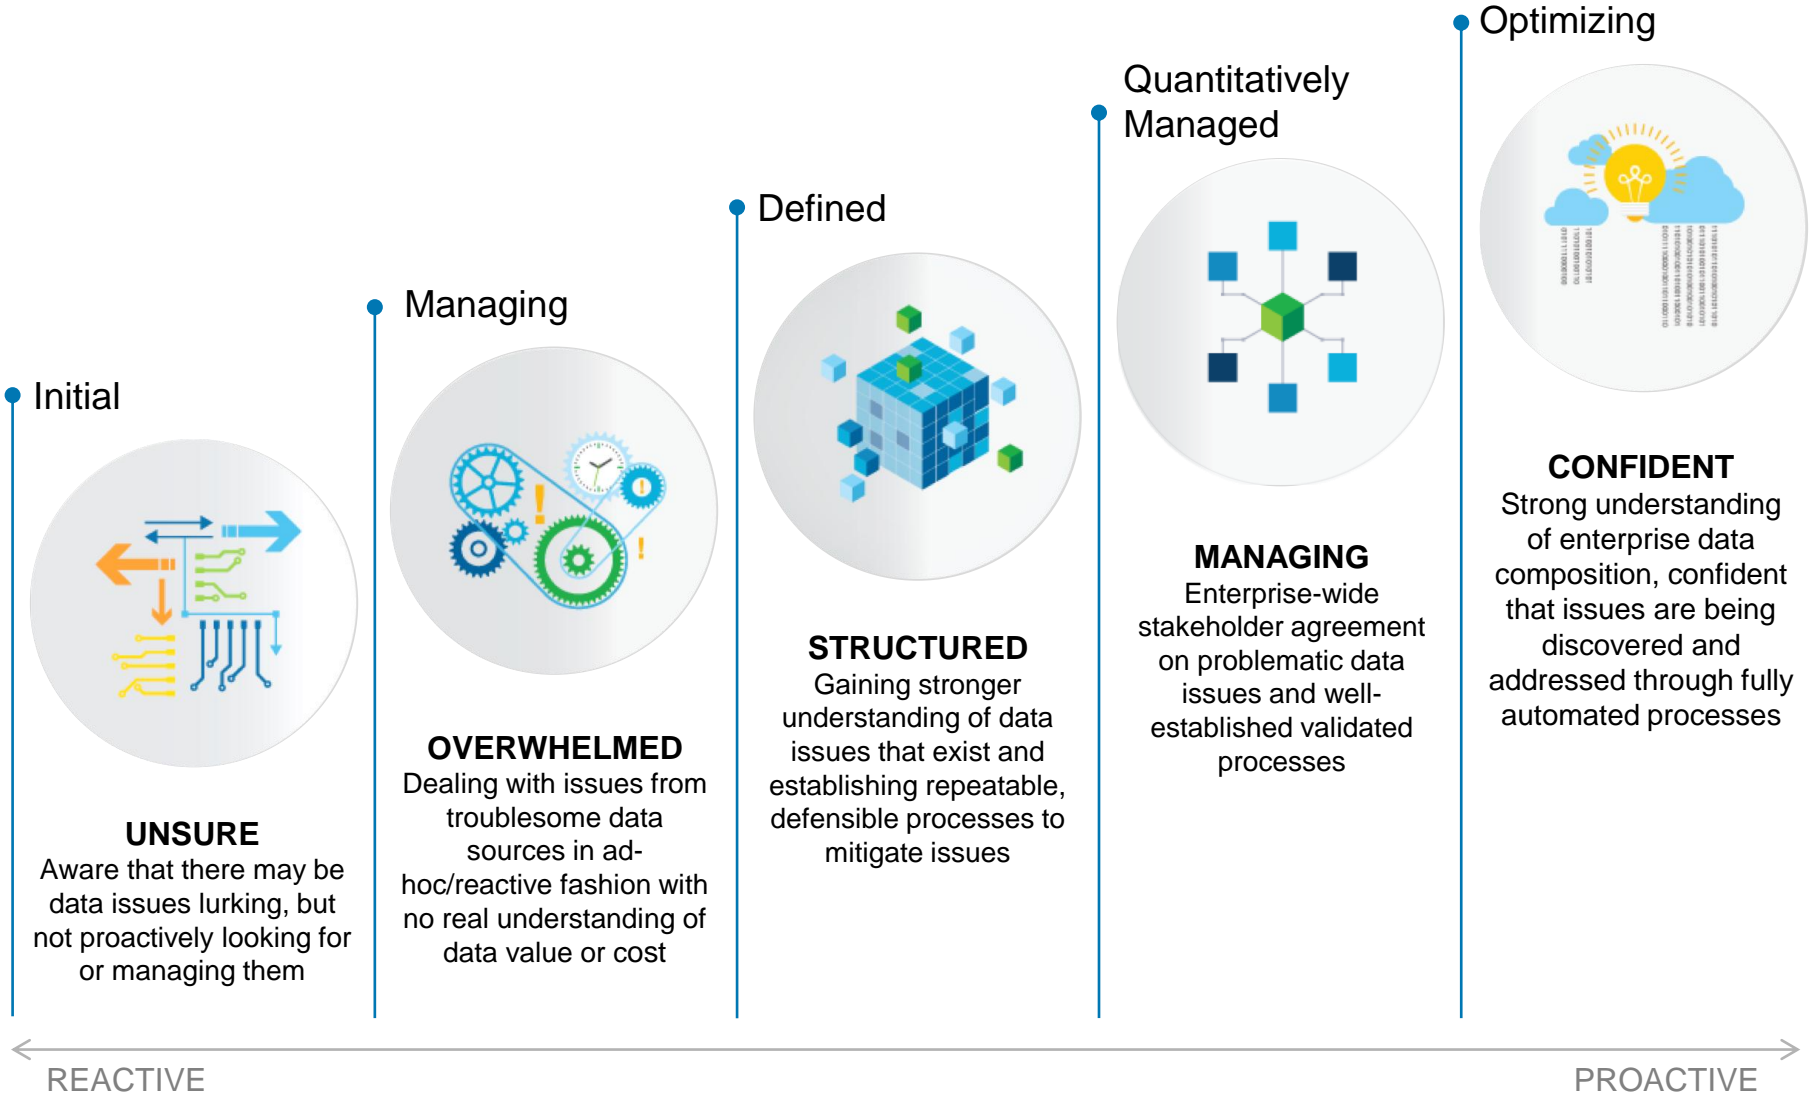 Initial
UNSURE
Aware that there may be
data issues lurking, but
not proactively looking for
or managing them
Managing
OVERWHELMED
Dealing with issues from
troublesome data
sources in ad-
hoc/reactive fashion with
no real understanding of
data value or cost
Defined
STRUCTURED
Gaining stronger
understanding of data
issues that exist and
establishing repeatable,
defensible processes to
mitigate issues
Quantitatively
Managed
MANAGING
Enterprise-wide
stakeholder agreement
on problematic data
issues and well-
established validated
processes
Optimizing
CONFIDENT
Strong understanding
of enterprise data
composition, confident
that issues are being
discovered and
addressed through fully
automated processes
REACTIVE
PROACTIVE